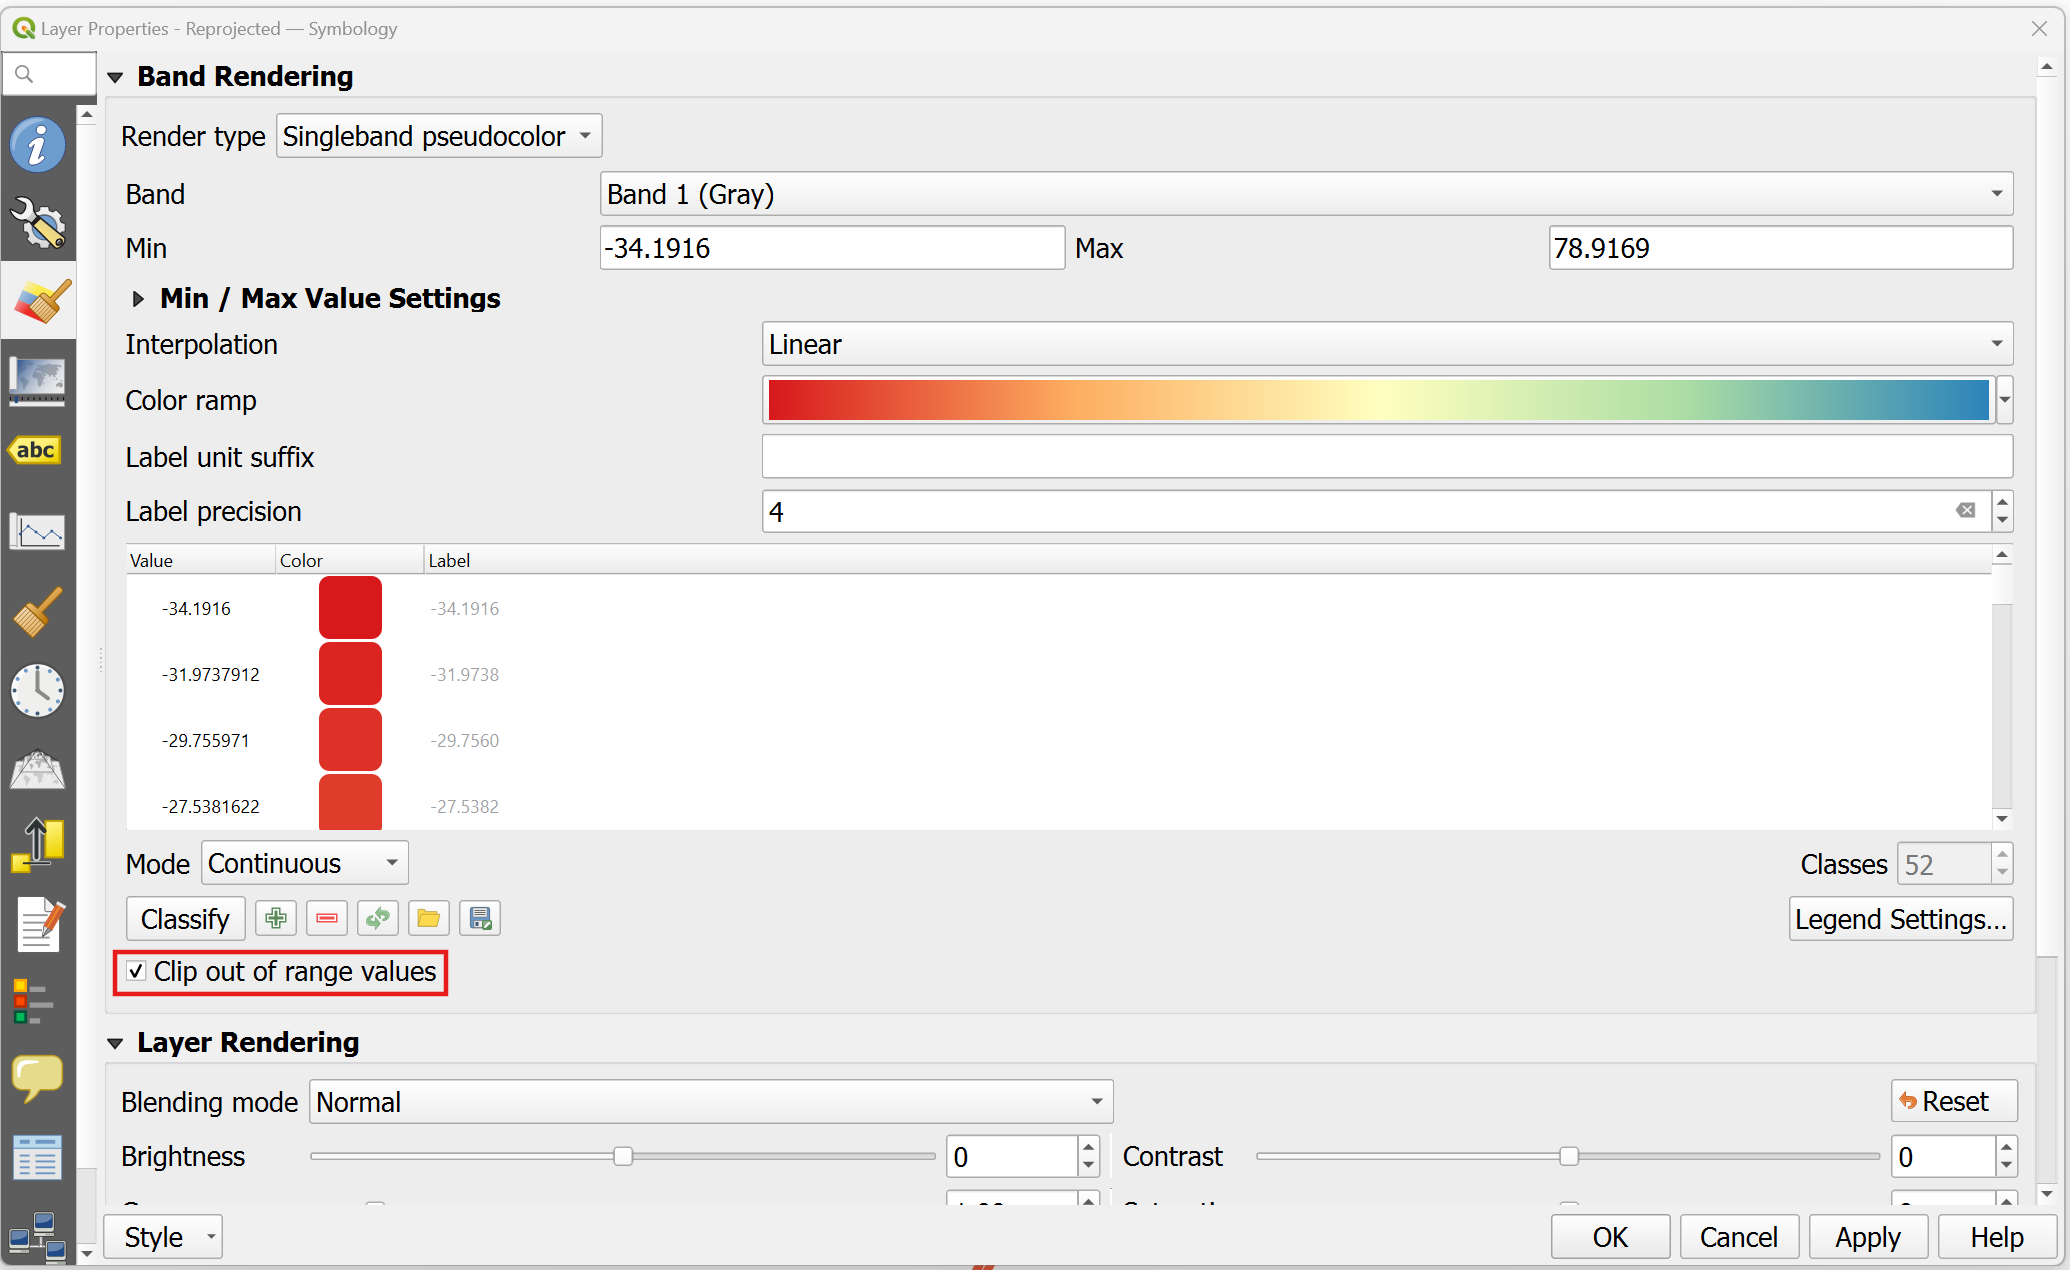 Layer Properties - Reprojected — Symbology
Band Rendering
Render type Singleband pseudocolor
Band Band 1 (Gray)
Min -34.1916 Max 78.9169
Min / Max Value Settings
Interpolation Linear
Color ramp
abc
Label unit suffix
Label precision 4
Value Color Label
-34.1916 -34.1916
-31.9737912 -31.9738
-29.755971 -29.7560
-27.5381622 -27.5382
Mode Continuous Classes 52
Classify Legend Settings...
Clip out of range values
Layer Rendering
Blending mode Normal Reset
Brightness 0 Contrast 0
Style OK Cancel Apply Help